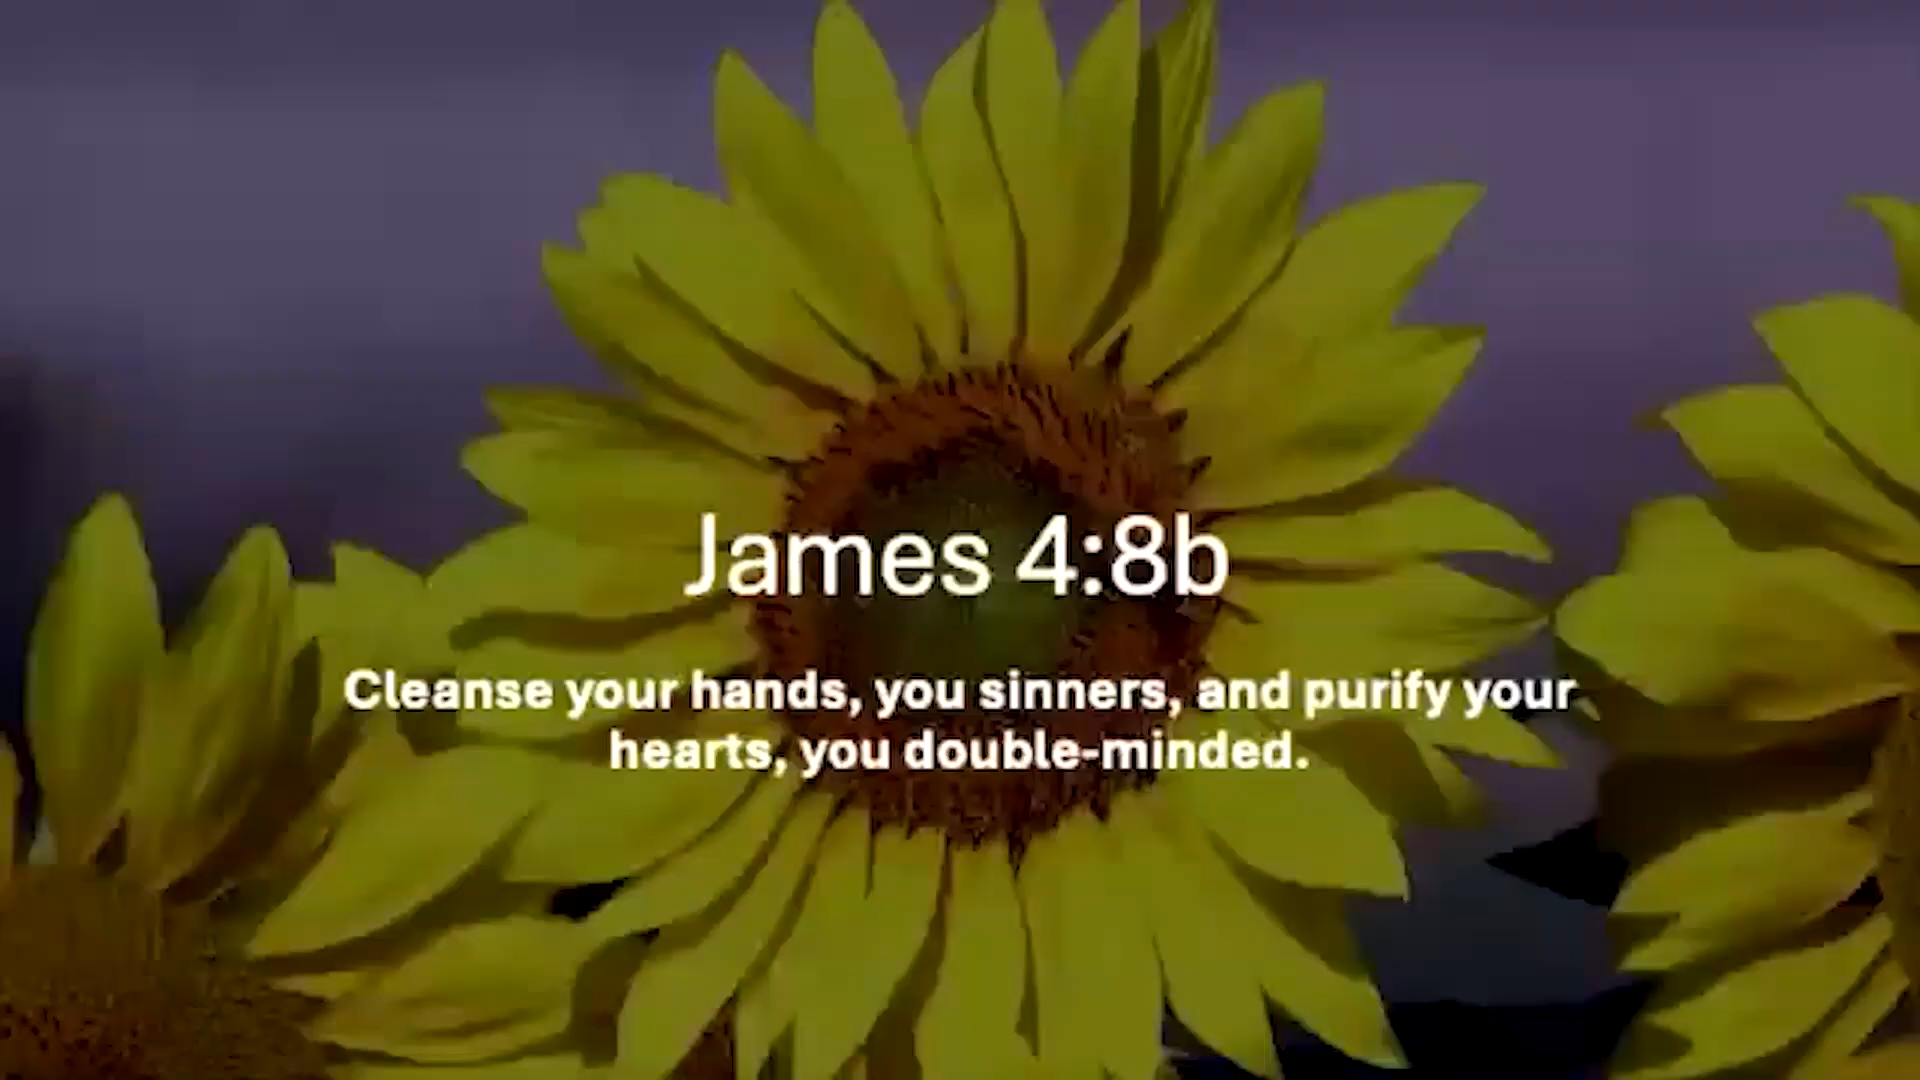 James 4:8b
Cleanse your hands, you sinners, and purify your
hearts, you double-minded.